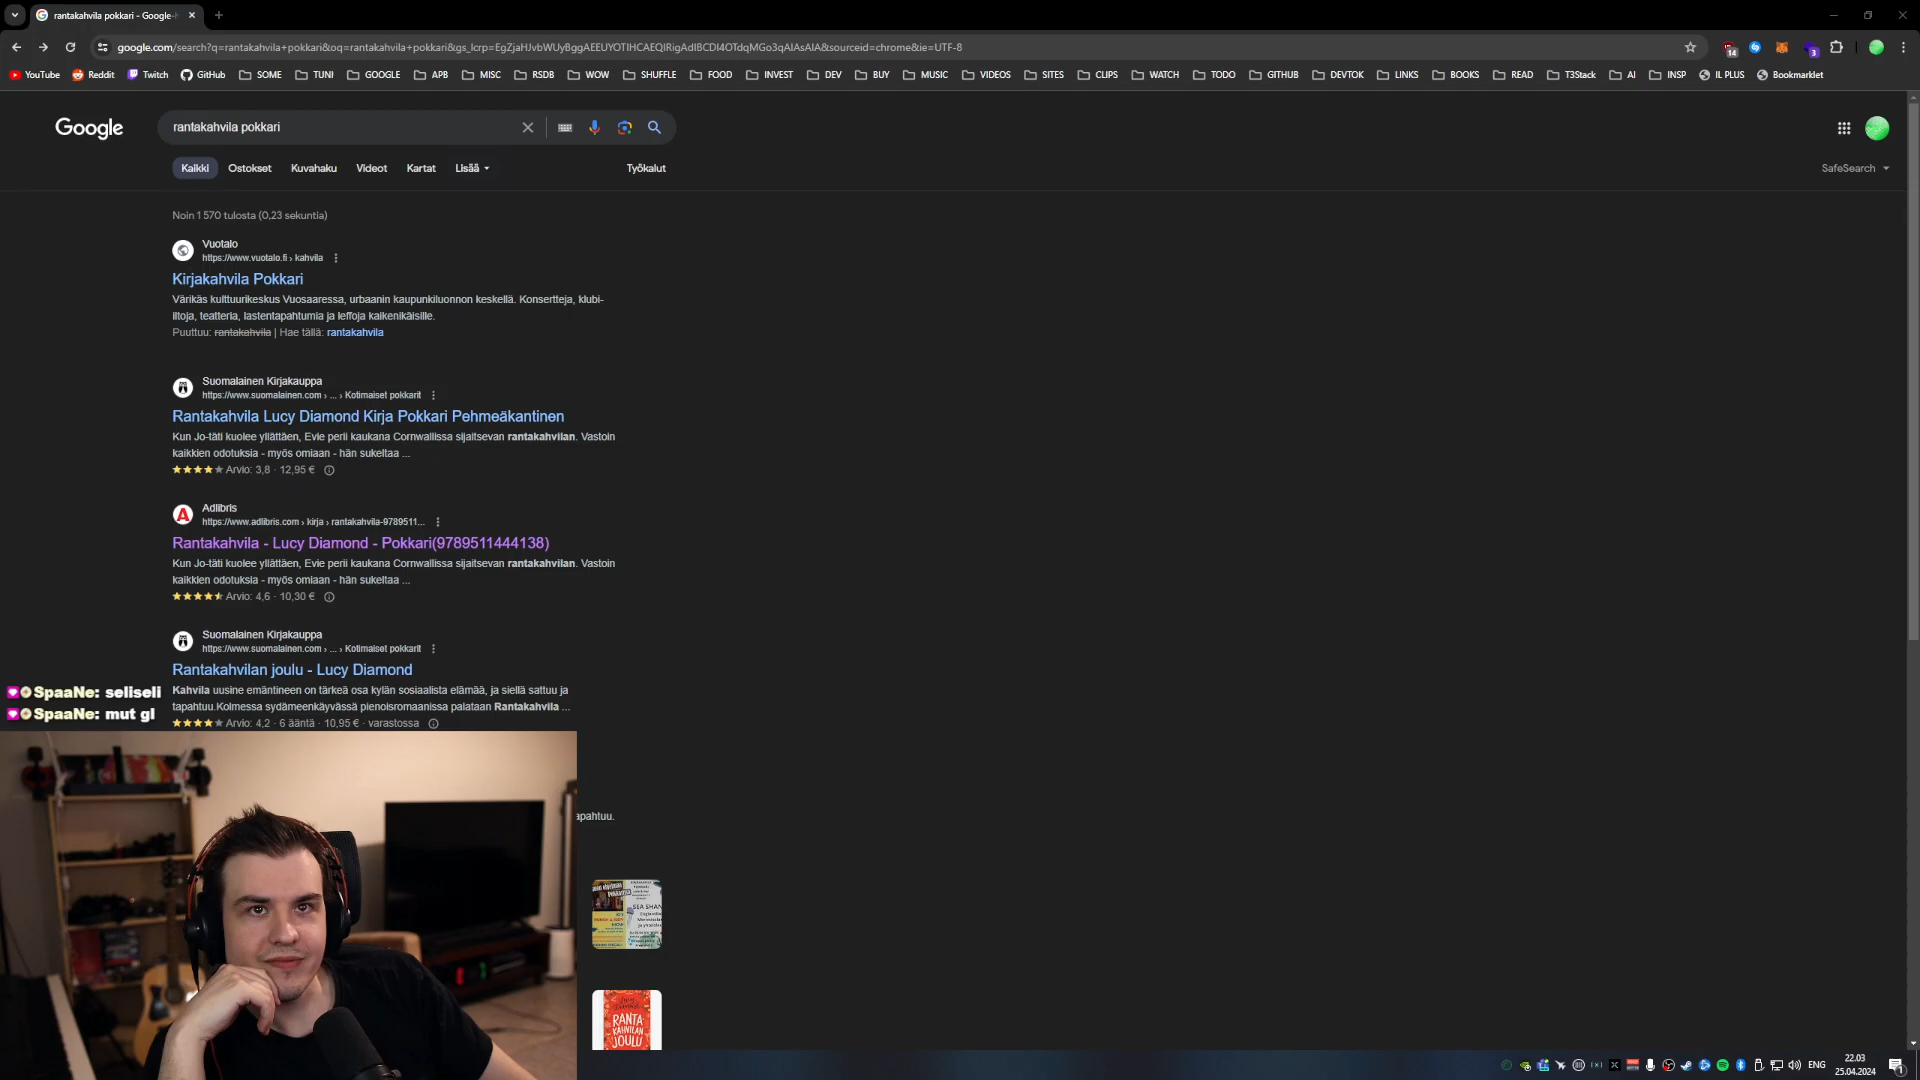 rantakahvila pokkari - Google-
google.com/search?q=rantakahvila+pokkari&oq=rantakahvila+pokkari&gs_lcrp=EgZjaHJvbWUyBggAEEUYOTIHCAEQIRigAdIBCDI4OTdqMGo3qAIAsAIA&sourceid=chrome&ie=UTF-8
14
3
YouTube Reddit Twitch GitHub SOME TUNI GOOGLE APB MISC RSDB WOW SHUFFLE FOOD INVEST DEV BUY MUSIC VIDEOS SITES CLIPS WATCH TODO GITHUB DEVTOK LINKS BOOKS READ T3Stack AI INSP IL PLUS Bookmarklet
Google
rantakahvila pokkari
Kaikki Ostokset Kuvahaku Videot Kartat Lisää Työkalut SafeSearch
Noin 1 570 tulosta (0,23 sekuntia)
Vuotalo
https://www.vuotalo.fi › kahvila
Kirjakahvila Pokkari
Värikäs kulttuurikeskus Vuosaaressa, urbaanin kaupunkiluonnon keskellä. Konsertteja, klubi-
iltoja, teatteria, lastentapahtumia ja leffoja kaikenikäisille.
Puuttuu: rantakahvila | Hae tällä: rantakahvila
Suomalainen Kirjakauppa
https://www.suomalainen.com › ... › Kotimaiset pokkarit
Rantakahvila Lucy Diamond Kirja Pokkari Pehmeäkantinen
Kun Jo-täti kuolee yllättäen, Evie perii kaukana Cornwallissa sijaitsevan rantakahvilan. Vastoin
kaikkien odotuksia - myös omiaan - hän sukeltaa ...
Arvio: 3,8 · 12,95 €
Adlibris
https://www.adlibris.com › kirja › rantakahvila-9789511...
Rantakahvila - Lucy Diamond - Pokkari(9789511444138)
Kun Jo-täti kuolee yllättäen, Evie perii kaukana Cornwallissa sijaitsevan rantakahvilan. Vastoin
kaikkien odotuksia - myös omiaan - hän sukeltaa ...
Arvio: 4,6 · 10,30 €
Suomalainen Kirjakauppa
https://www.suomalainen.com › ... › Kotimaiset pokkarit
Rantakahvilan joulu - Lucy Diamond
Kahvila uusine emäntineen on tärkeä osa kylän sosiaalista elämää, ja siellä sattuu ja
tapahtuu.Kolmessa sydämeenkäyvässä pienoisromaanissa palataan Rantakahvila ...
Arvio: 4,2 · 6 ääntä · 10,95 € · varastossa
SpaaNe: seliseli
SpaaNe: mut gl
apahtuu.
SEA SHAN
RANTA-
KAHVILAN
JOULU
ENG
22.03
25.04.2024
1